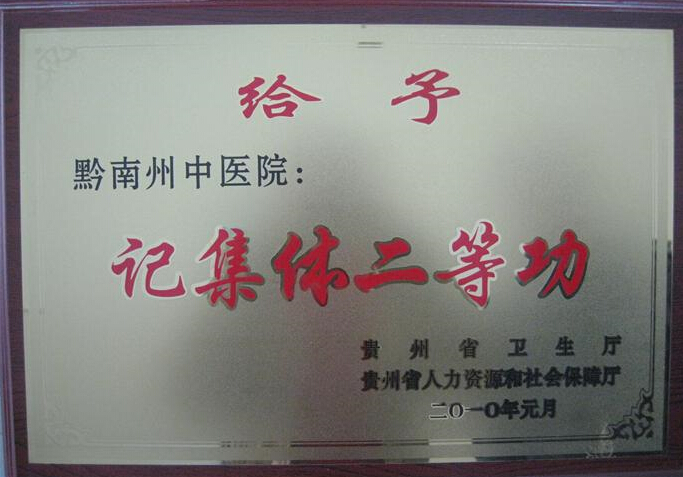 给予
黔南州中医院：
记集体二等功
贵州省卫生厅
贵州省人力资源和社会保障厅
二〇一〇年元月